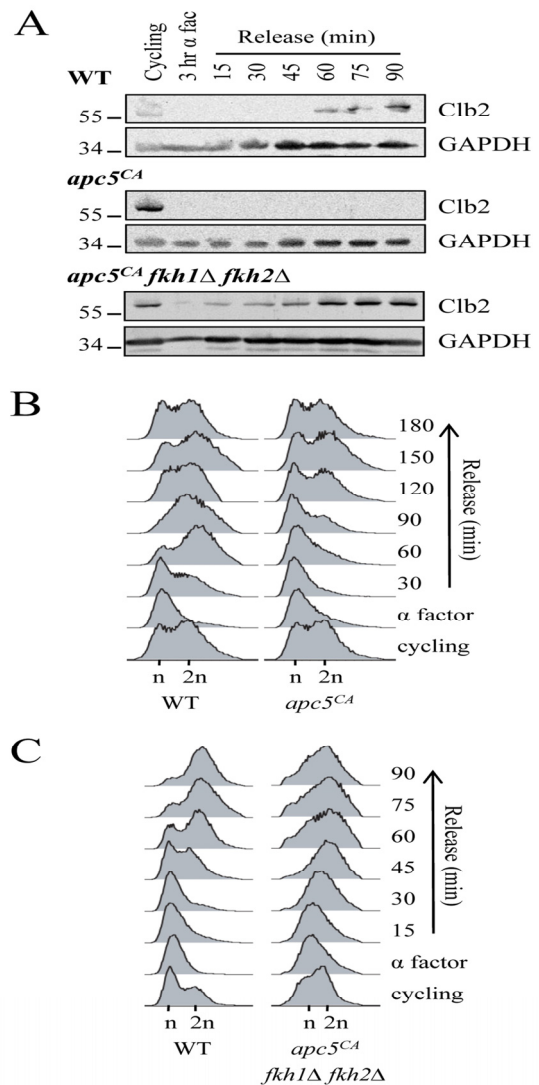 A
Release (min)
Cycling
3 hr α fac
15
30
45
60
75
90
WT
55
Clb2
34
GAPDH
apc5CA
55
Clb2
34
GAPDH
apc5CA fkh1Δ fkh2Δ
55
Clb2
34
GAPDH
B
180
150
120
90
60
30
α factor
cycling
Release (min)
n 2n
n 2n
WT
apc5CA
C
90
75
60
45
30
15
α factor
cycling
Release (min)
n 2n
n 2n
WT
apc5CA
fkh1Δ fkh2Δ